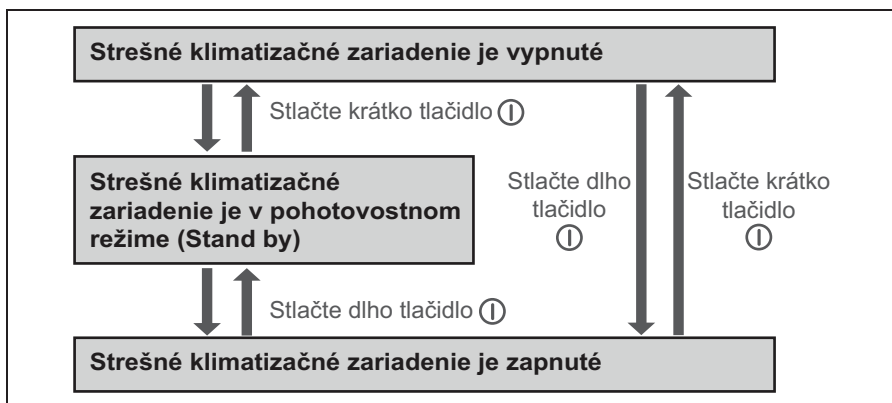 Strešné klimatizačné zariadenie je vypnuté
Stlačte krátko tlačidlo
Strešné klimatizačné
zariadenie je v pohotovostnom
režime (Stand by)
Stlačte dlho
tlačidlo
Stlačte krátko
tlačidlo
Stlačte dlho tlačidlo
Strešné klimatizačné zariadenie je zapnuté